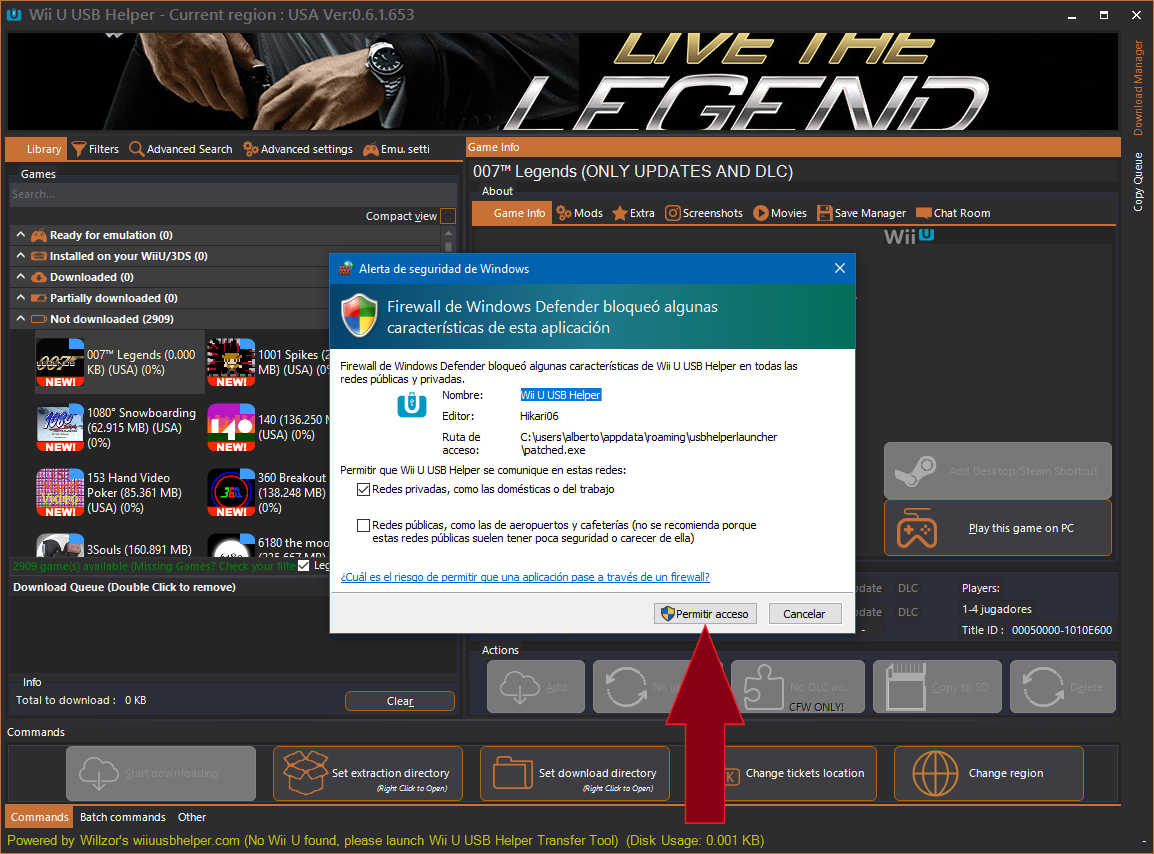 Wii U USB Helper - Current region : USA Ver:0.6.1.653
LIVE THE
LEGEND
Download Manager
Copy Queue
Library
Filters
Advanced Search
Advanced settings
Emu. setti
Games
Search...
Compact view
Ready for emulation (0)
Installed on your WiiU/3DS (0)
Downloaded (0)
Partially downloaded (0)
Not downloaded (2909)
007™ Legends (0.000
KB) (USA) (0%)
NEW!
1001 Spikes (2
MB) (USA) (0%)
NEW!
1080° Snowboarding
(62.915 MB) (USA)
(0%)
NEW!
140 (136.250
(USA) (0%)
NEW!
153 Hand Video
Poker (85.361 MB)
(USA) (0%)
NEW!
360 Breakout
(138.248 MB)
(0%)
NEW!
3Souls (160.891 MB)
6180 the moo
2909 game(s) available (Missing Games? Check your filte
Leg
Download Queue (Double Click to remove)
Info
Total to download : 0 KB
Clear
Game Info
007™ Legends (ONLY UPDATES AND DLC)
About
Game Info
Mods
Extra
Screenshots
Movies
Save Manager
Chat Room
Wii U
Alerta de seguridad de Windows
Firewall de Windows Defender bloqueó algunas
características de esta aplicación
Firewall de Windows Defender bloqueó algunas características de Wii U USB Helper en todas las
redes públicas y privadas.
Nombre: Wii U USB Helper
Editor: Hikari06
Ruta de acceso: C:\users\alberto\appdata\roaming\usbhelperlauncher
\patched.exe
Permitir que Wii U USB Helper se comunique en estas redes:
Redes privadas, como las domésticas o del trabajo
Redes públicas, como las de aeropuertos y cafeterías (no se recomienda porque
estas redes públicas suelen tener poca seguridad o carecer de ella)
¿Cuál es el riesgo de permitir que una aplicación pase a través de un firewall?
Permitir acceso
Cancelar
Add Desktop/Steam Shortcut
Play this game on PC
pdate DLC
pdate DLC
-
Players:
1-4 jugadores
Title ID : 00050000-1010E600
Actions
Add
No u
No DLC av...
CFW ONLY!
Copy to SD
Delete
Commands
Start downloading
Set extraction directory
(Right Click to Open)
Set download directory
(Right Click to Open)
K
Change tickets location
Change region
Commands
Batch commands
Other
Powered by Willzor's wiiuusbhelper.com (No Wii U found, please launch Wii U USB Helper Transfer Tool) (Disk Usage: 0.001 KB)